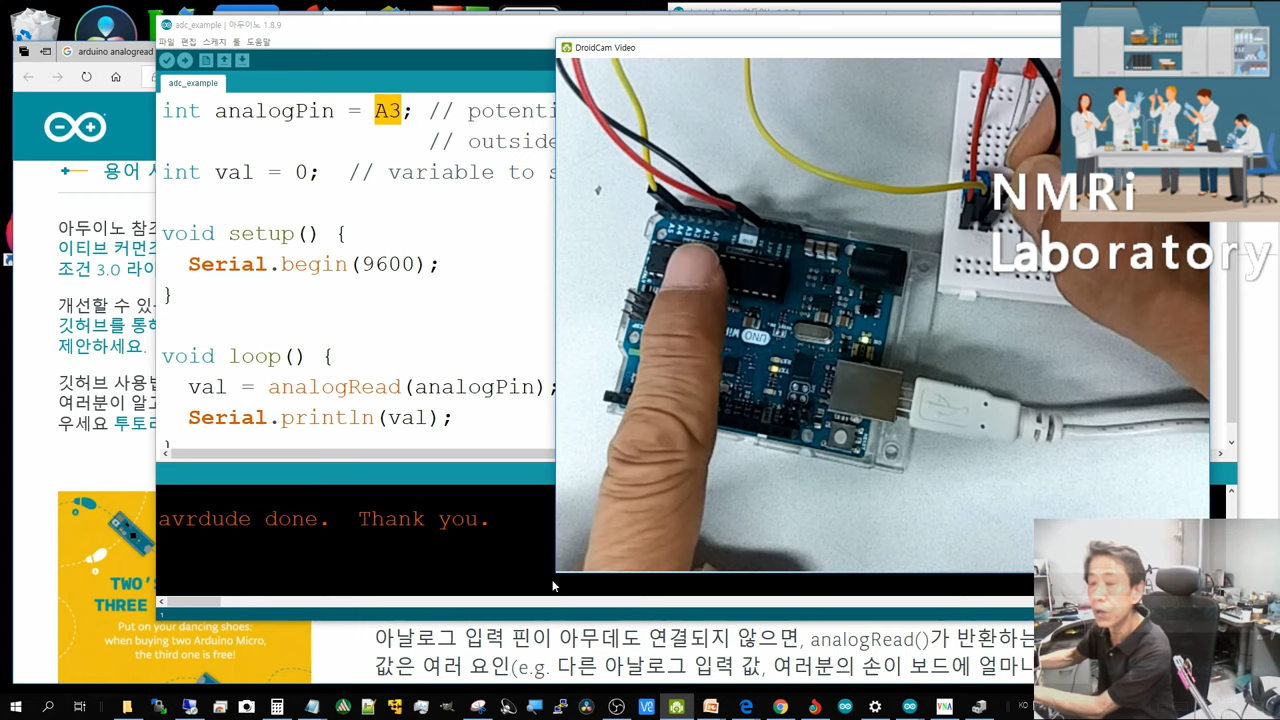 adc_example | 아두이노 1.8.9
파일 편집 스케치 툴 도움말
arduino analogread
adc_example
DroidCam Video
int analogPin = A3; // potenti
// outside
int val = 0; // variable to s
void setup() {
Serial.begin(9600);
}
void loop() {
val = analogRead(analogPin);
Serial.println(val);
}
avrdude done. Thank you.
용어 사
아두이노 참조
이티브 커먼즈
조건 3.0 라이
개선할 수 있
깃허브를 통해
제안하세요.
깃허브 사용법
여러분이 알고
우세요 투토리
TWO'S
THREE
Put on your dancing shoes:
when buying two Arduino Micro,
the third one is free!
아날로그 입력 핀이 아무데도 연결되지 않으면, analogRead()가 반환하는
값은 여러 요인(e.g. 다른 아날로그 입력 값, 여러분의 손이 보드에 얼마나
NMRi
Laboratory
UNO
1
VNA
KO